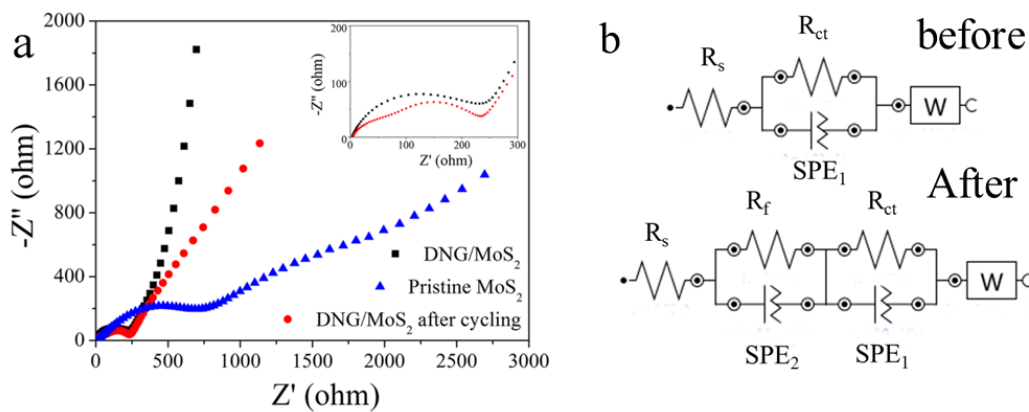 a
2000
1600
1200
800
400
0
-Z" (ohm)
0 500 1000 1500 2000 2500 3000
Z' (ohm)
DNG/MoS2
Pristine MoS2
DNG/MoS2 after cycling
200
100
0
-Z" (ohm)
0 100 200 300
Z' (ohm)
b
before
Rs
Rct
W
SPE1
After
Rs
Rf
Rct
W
SPE2
SPE1